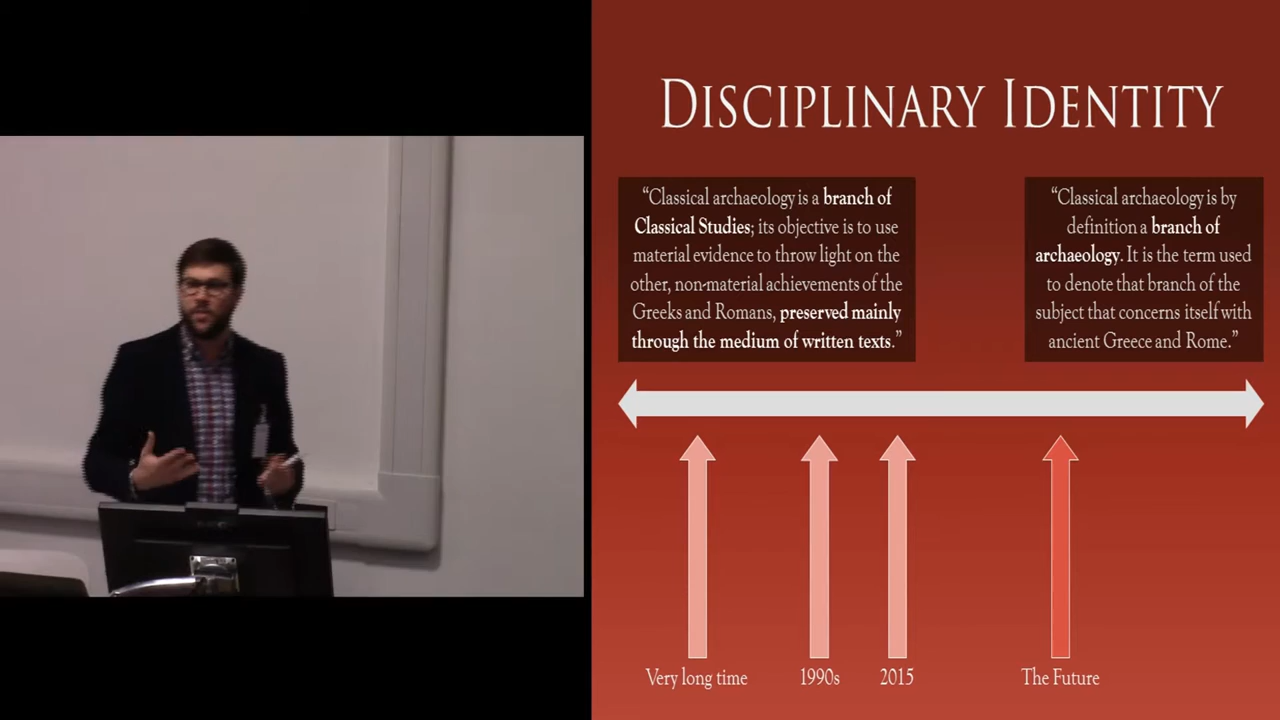 DISCIPLINARY IDENTITY
“Classical archaeology is a branch of
Classical Studies; its objective is to use
material evidence to throw light on the
other, non-material achievements of the
Greeks and Romans, preserved mainly
through the medium of written texts.”
“Classical archaeology is by
definition a branch of
archaeology. It is the term used
to denote that branch of the
subject that concerns itself with
ancient Greece and Rome.”
Very long time
1990s
2015
The Future